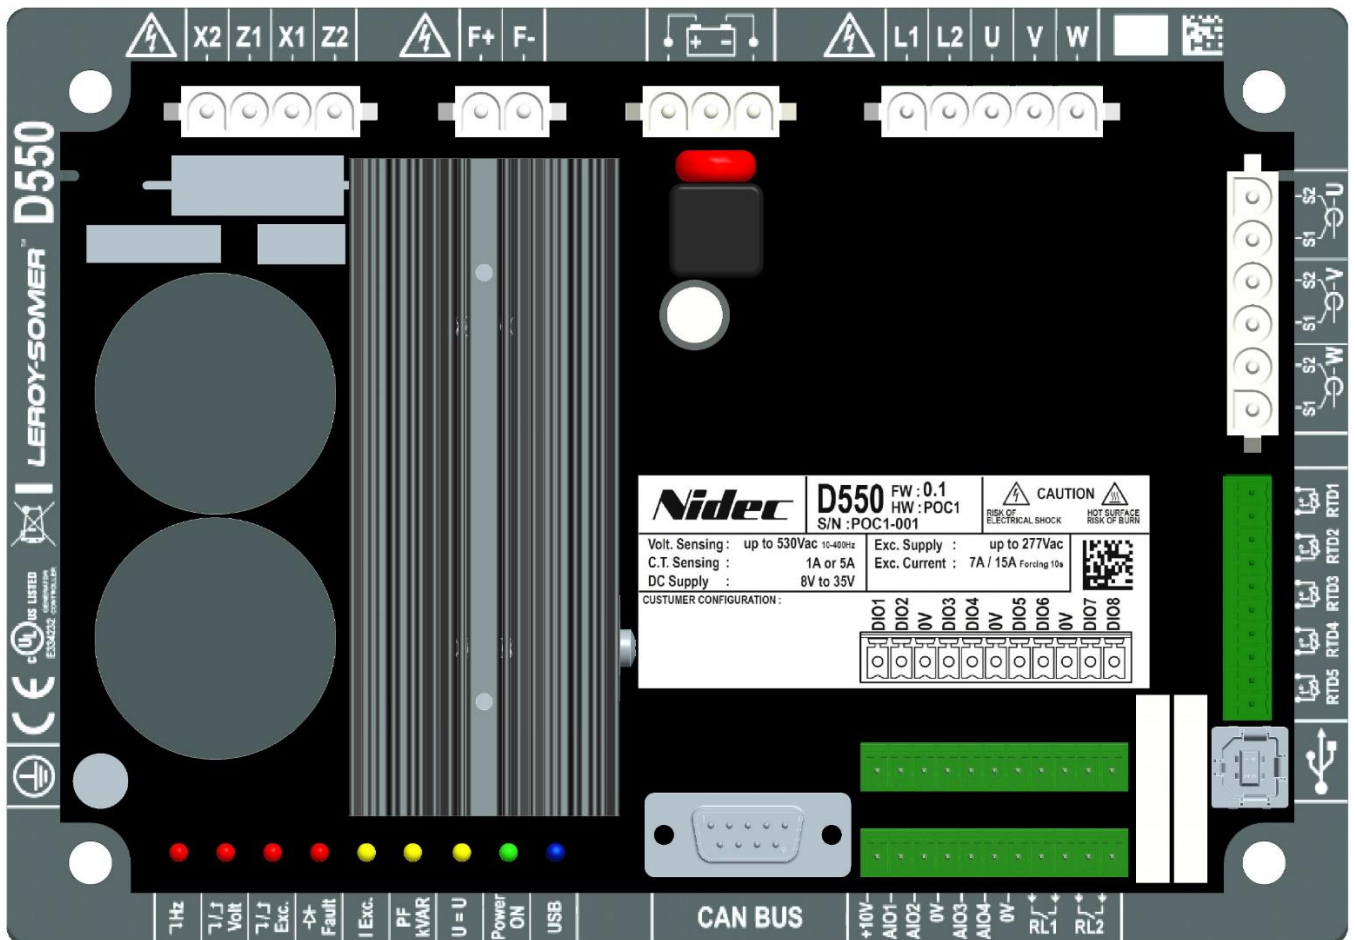 X2 Z1 X1 Z2
F+ F-
+ -
L1 L2 U V W
D550
LEROY-SOMER™
c UL US LISTED
GENERATOR CONTROLLER
E334232
CE
S2 U
S1
S2 V
S1
S2 W
S1
RTD1
RTD2
RTD3
RTD4
RTD5
Nidec
D550 FW : 0.1
HW : POC1
S/N : POC1-001
CAUTION
RISK OF
ELECTRICAL SHOCK
HOT SURFACE
RISK OF BURN
Volt. Sensing : up to 530Vac 10-400Hz
C.T. Sensing : 1A or 5A
DC Supply : 8V to 35V
Exc. Supply : up to 277Vac
Exc. Current : 7A / 15A Forcing 10s
CUSTUMER CONFIGURATION :
DIO1 DIO2 0V DIO3 DIO4 0V DIO5 DIO6 0V DIO7 DIO8
Hz
Volt
Exc.
Fault
I Exc.
PF
kVAR
U = U
Power
ON
USB
CAN BUS
+10V AIO1 AIO2 0V AIO3 AIO4 0V RL1 RL2